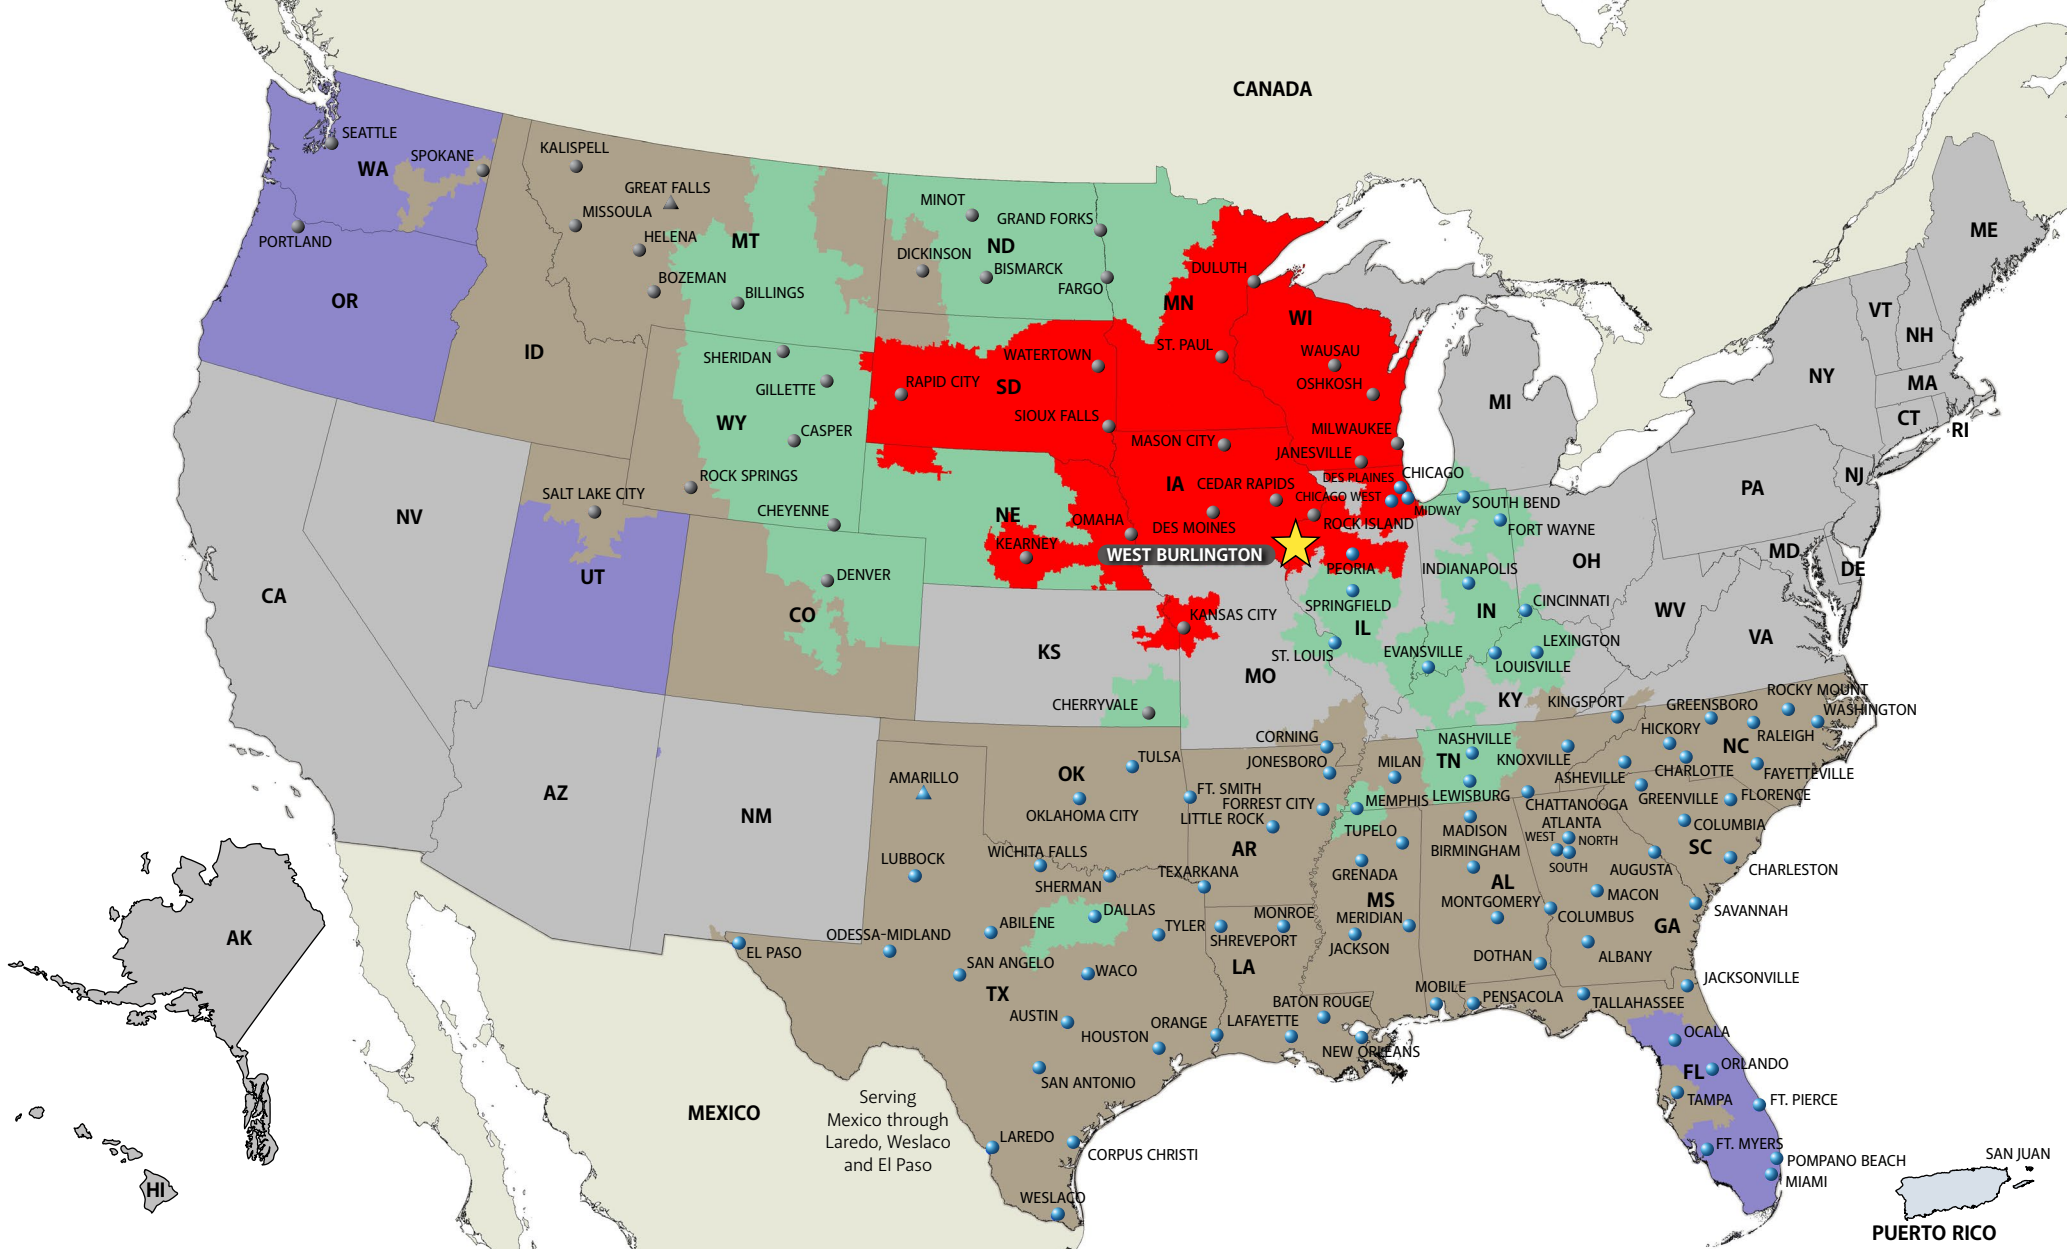 CANADA
SEATTLE
WA
SPOKANE
PORTLAND
OR
KALISPELL
GREAT FALLS
MISSOULA
HELENA
MT
BOZEMAN
BILLINGS
ID
MINOT
GRAND FORKS
ND
DICKINSON
BISMARCK
FARGO
DULUTH
MN
WI
ST. PAUL
WAUSAU
OSHKOSH
WATERTOWN
RAPID CITY
SD
SIOUX FALLS
SHERIDAN
GILLETTE
WY
CASPER
ROCK SPRINGS
CHEYENNE
MASON CITY
MILWAUKEE
JANESVILLE
IA
CEDAR RAPIDS
DES PLAINES
CHICAGO
CHICAGO WEST
MIDWAY
DES MOINES
ROCK ISLAND
NE
OMAHA
KEARNEY
WEST BURLINGTON
PEORIA
MI
SOUTH BEND
FORT WAYNE
INDIANAPOLIS
OH
CINCINNATI
IN
SPRINGFIELD
IL
ST. LOUIS
EVANSVILLE
LEXINGTON
LOUISVILLE
KY
ME
VT
NH
NY
MA
CT
RI
PA
NJ
MD
DE
WV
VA
SALT LAKE CITY
UT
NV
CA
DENVER
CO
KS
KANSAS CITY
MO
CHERRYVALE
AZ
NM
AMARILLO
LUBBOCK
OK
TULSA
OKLAHOMA CITY
WICHITA FALLS
SHERMAN
TEXARKANA
CORNING
JONESBORO
FT. SMITH
FORREST CITY
LITTLE ROCK
AR
MILAN
NASHVILLE
TN
KNOXVILLE
KINGSPORT
MEMPHIS
LEWISBURG
CHATTANOOGA
ASHEVILLE
GREENSBORO
ROCKY MOUNT
WASHINGTON
HICKORY
NC
RALEIGH
CHARLOTTE
FAYETTEVILLE
GREENVILLE
FLORENCE
COLUMBIA
SC
CHARLESTON
TUPELO
GRENADA
MS
MERIDIAN
JACKSON
MADISON
BIRMINGHAM
AL
MONTGOMERY
DOTHAN
ATLANTA
WEST
NORTH
SOUTH
AUGUSTA
MACON
COLUMBUS
GA
SAVANNAH
ALBANY
EL PASO
ODESSA-MIDLAND
ABILENE
DALLAS
TYLER
SAN ANGELO
WACO
TX
AUSTIN
HOUSTON
ORANGE
SAN ANTONIO
LAREDO
CORPUS CHRISTI
WESLACO
SHREVEPORT
MONROE
LA
BATON ROUGE
LAFAYETTE
NEW ORLEANS
MOBILE
PENSACOLA
TALLAHASSEE
JACKSONVILLE
OCALA
ORLANDO
FL
TAMPA
FT. PIERCE
FT. MYERS
POMPANO BEACH
MIAMI
AK
HI
MEXICO
Serving
Mexico through
Laredo, Weslaco
and El Paso
SAN JUAN
PUERTO RICO